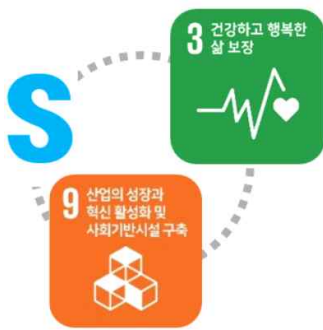 S
3 건강하고 행복한
삶 보장
9 산업의 성장과
혁신 활성화 및
사회기반시설 구축